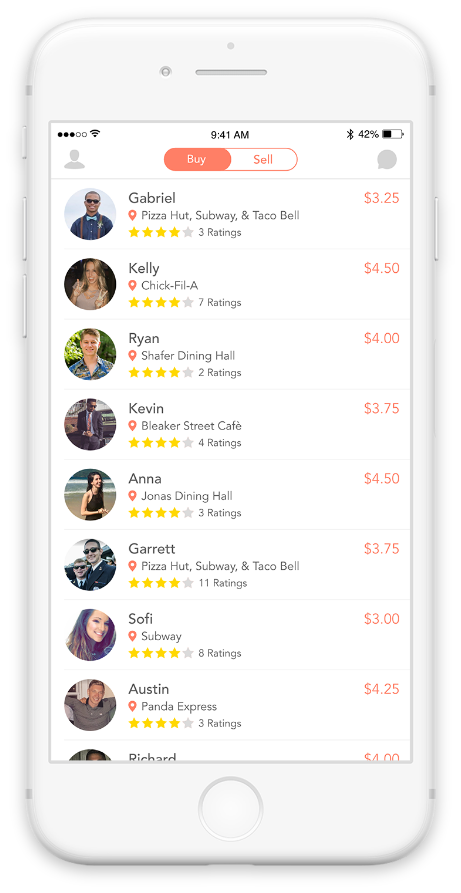 9:41 AM 42%
Buy Sell
Gabriel $3.25
Pizza Hut, Subway, & Taco Bell
3 Ratings
Kelly $4.50
Chick-Fil-A
7 Ratings
Ryan $4.00
Shafer Dining Hall
2 Ratings
Kevin $3.75
Bleaker Street Cafè
4 Ratings
Anna $4.50
Jonas Dining Hall
3 Ratings
Garrett $3.75
Pizza Hut, Subway, & Taco Bell
11 Ratings
Sofi $3.00
Subway
8 Ratings
Austin $4.25
Panda Express
3 Ratings
Richard $4.00